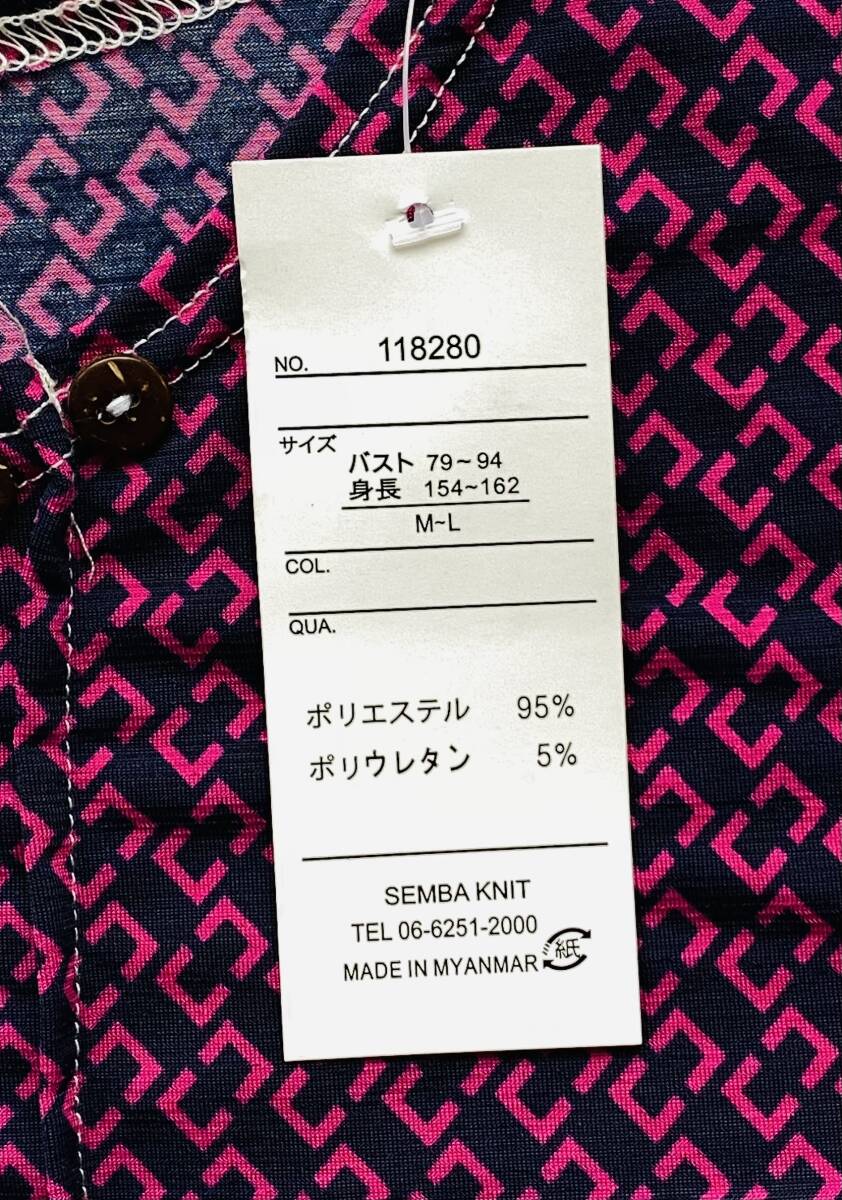 NO. 118280
サイズ
バスト 79~94
身長 154~162
M~L
COL.
QUA.
ポリエステル 95%
ポリウレタン 5%
SEMBA KNIT
TEL 06-6251-2000
MADE IN MYANMAR 紙